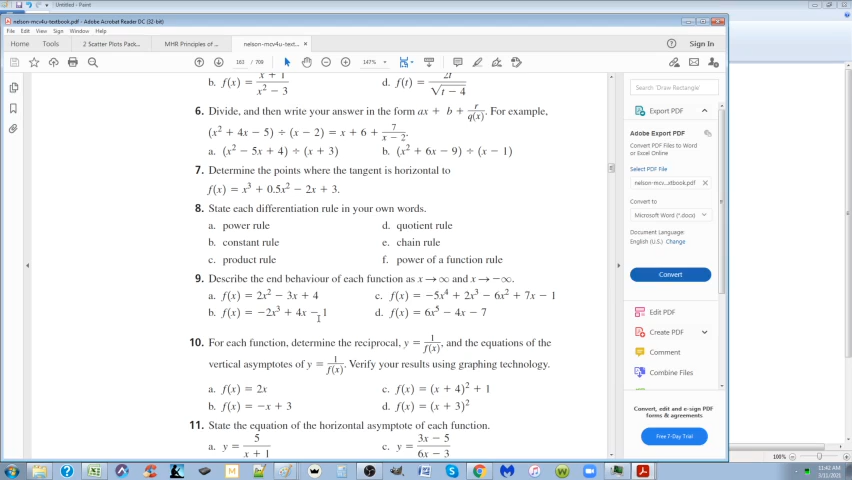 Untitled - Paint
nelson-mcv4u-textbook.pdf - Adobe Acrobat Reader DC (32-bit)
File Edit View Sign Window Help
Home Tools 2 Scatter Plots Pack... MHR Principles of ... nelson-mcv4u-text... × Sign In
163 / 709 147%
b. f(x) = x + 1 / x² − 3 d. f(t) = 2t / √(t − 4)
6. Divide, and then write your answer in the form ax + b + r/q(x). For example,
(x² + 4x − 5) ÷ (x − 2) = x + 6 + 7/(x − 2).
a. (x² − 5x + 4) ÷ (x + 3) b. (x² + 6x − 9) ÷ (x − 1)
7. Determine the points where the tangent is horizontal to
f(x) = x³ + 0.5x² − 2x + 3.
8. State each differentiation rule in your own words.
a. power rule d. quotient rule
b. constant rule e. chain rule
c. product rule f. power of a function rule
9. Describe the end behaviour of each function as x → ∞ and x → −∞.
a. f(x) = 2x² − 3x + 4 c. f(x) = −5x⁴ + 2x³ − 6x² + 7x − 1
b. f(x) = −2x³ + 4x − 1 d. f(x) = 6x⁵ − 4x − 7
10. For each function, determine the reciprocal, y = 1/f(x), and the equations of the
vertical asymptotes of y = 1/f(x). Verify your results using graphing technology.
a. f(x) = 2x c. f(x) = (x + 4)² + 1
b. f(x) = −x + 3 d. f(x) = (x + 3)²
11. State the equation of the horizontal asymptote of each function.
a. y = 5 / x + 1 c. y = 3x − 5 / 6x − 3
Search 'Draw Rectangle'
Export PDF
Adobe Export PDF
Convert PDF Files to Word
or Excel Online
Select PDF File
nelson-mcv...xtbook.pdf ×
Convert to
Microsoft Word (*.docx)
Document Language:
English (U.S.) Change
Convert
Edit PDF
Create PDF
Comment
Combine Files
Convert, edit and e-sign PDF
forms & agreements
Free 7-Day Trial
100%
11:42 AM
3/11/2021